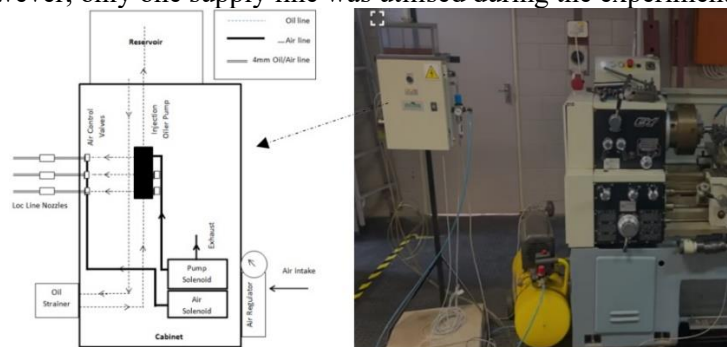 owever, only one supply line was utilised during the experiment
Oil line
Air line
4mm Oil/Air line
Reservoir
Air Control
Valves
Injection
Oiler Pump
Loc Line Nozzles
Exhaust
Pump
Solenoid
Air
Solenoid
Oil
Strainer
Air Regulator
Air intake
Cabinet